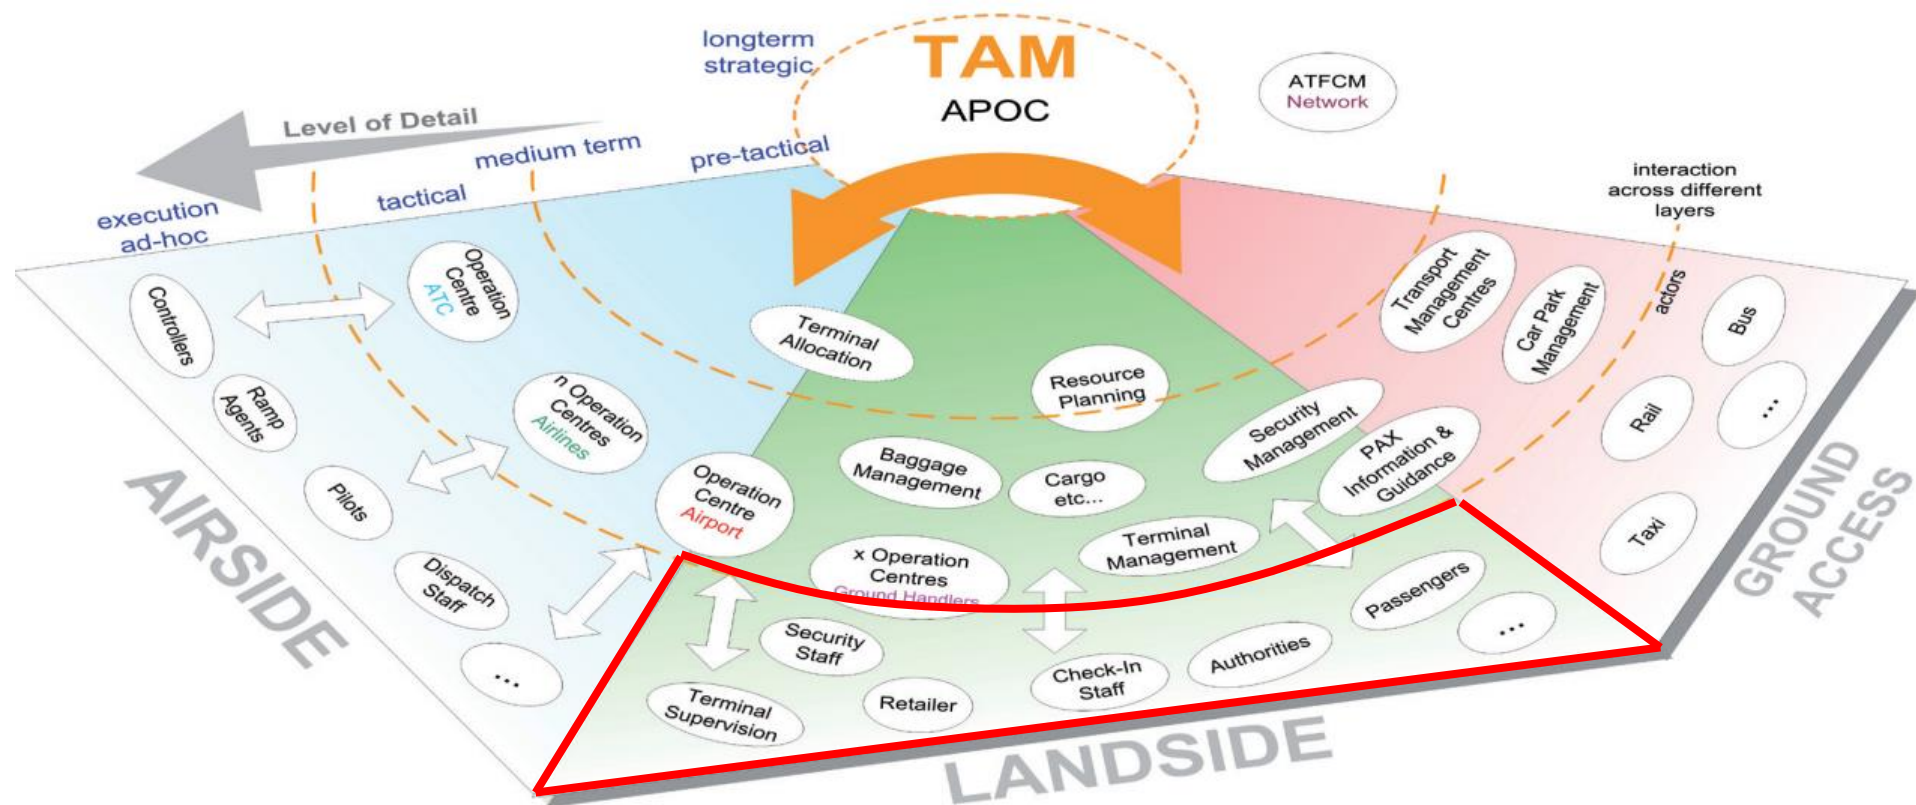 longterm
strategic
TAM
APOC
ATFCM
Network
Level of Detail
medium term
pre-tactical
tactical
execution
ad-hoc
interaction
across different
layers
actors
Controllers
Operation
Centre
ATC
Ramp
Agents
n Operation
Centres
Airlines
Pilots
Operation
Centre
Airport
Dispatch
Staff
...
AIRSIDE
Terminal
Allocation
Resource
Planning
Baggage
Management
Cargo
etc...
Security
Management
PAX
Information &
Guidance
Terminal
Management
x Operation
Centres
Ground Handlers
Security
Staff
Terminal
Supervision
Retailer
Check-In
Staff
Authorities
Passengers
...
LANDSIDE
Transport
Management
Centres
Car Park
Management
Bus
Rail
...
Taxi
GROUND
ACCESS